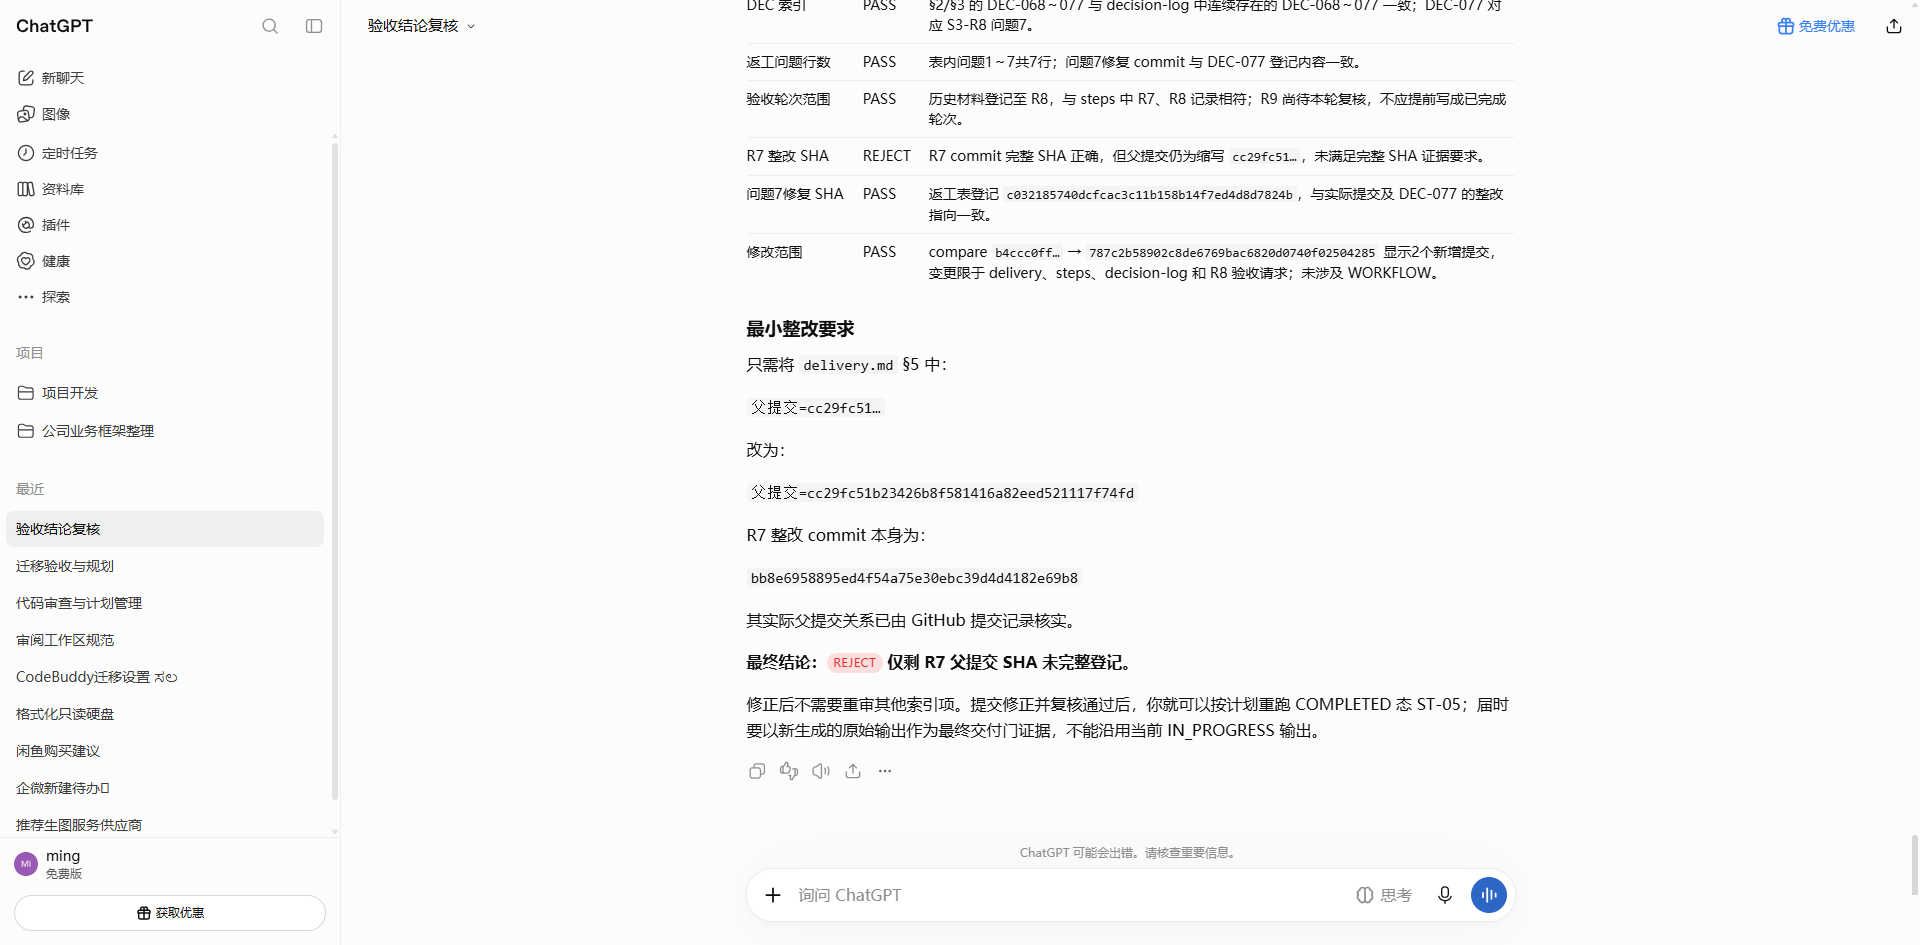 ChatGPT
新聊天
图像
定时任务
资料库
插件
健康
探索
项目
项目开发
公司业务框架整理
最近
验收结论复核
迁移验收与规划
代码审查与计划管理
审阅工作区规范
CodeBuddy迁移设置
格式化只读硬盘
闲鱼购买建议
企微新建待办
推荐生图服务供应商
MI
ming
免费版
获取优惠
验收结论复核
免费优惠
DEC 索引 PASS §2/§3 的 DEC-068～077 与 decision-log 中连续存在的 DEC-068～077 一致；DEC-077 对
应 S3-R8 问题7。
返工问题行数 PASS 表内问题1～7共7行；问题7修复 commit 与 DEC-077 登记内容一致。
验收轮次范围 PASS 历史材料登记至 R8，与 steps 中 R7、R8 记录相符；R9 尚待本轮复核，不应提前写成已完成
轮次。
R7 整改 SHA REJECT R7 commit 完整 SHA 正确，但父提交仍为缩写 cc29fc51…，未满足完整 SHA 证据要求。
问题7修复 SHA PASS 返工表登记 c032185740dcfcac3c11b158b14f7ed4d8d7824b，与实际提交及 DEC-077 的整改
指向一致。
修改范围 PASS compare b4ccc0ff… → 787c2b58902c8de6769bac6820d0740f02504285 显示2个新增提交，
变更限于 delivery、steps、decision-log 和 R8 验收请求；未涉及 WORKFLOW。
最小整改要求
只需将 delivery.md §5 中：
父提交=cc29fc51…
改为：
父提交=cc29fc51b23426b8f581416a82eed521117f74fd
R7 整改 commit 本身为：
bb8e6958895ed4f54a75e30ebc39d4d4182e69b8
其实际父提交关系已由 GitHub 提交记录核实。
最终结论：REJECT 仅剩 R7 父提交 SHA 未完整登记。
修正后不需要重审其他索引项。提交修正并复核通过后，你就可以按计划重跑 COMPLETED 态 ST-05；届时
要以新生成的原始输出作为最终交付门证据，不能沿用当前 IN_PROGRESS 输出。
ChatGPT 可能会出错。请核查重要信息。
询问 ChatGPT
思考